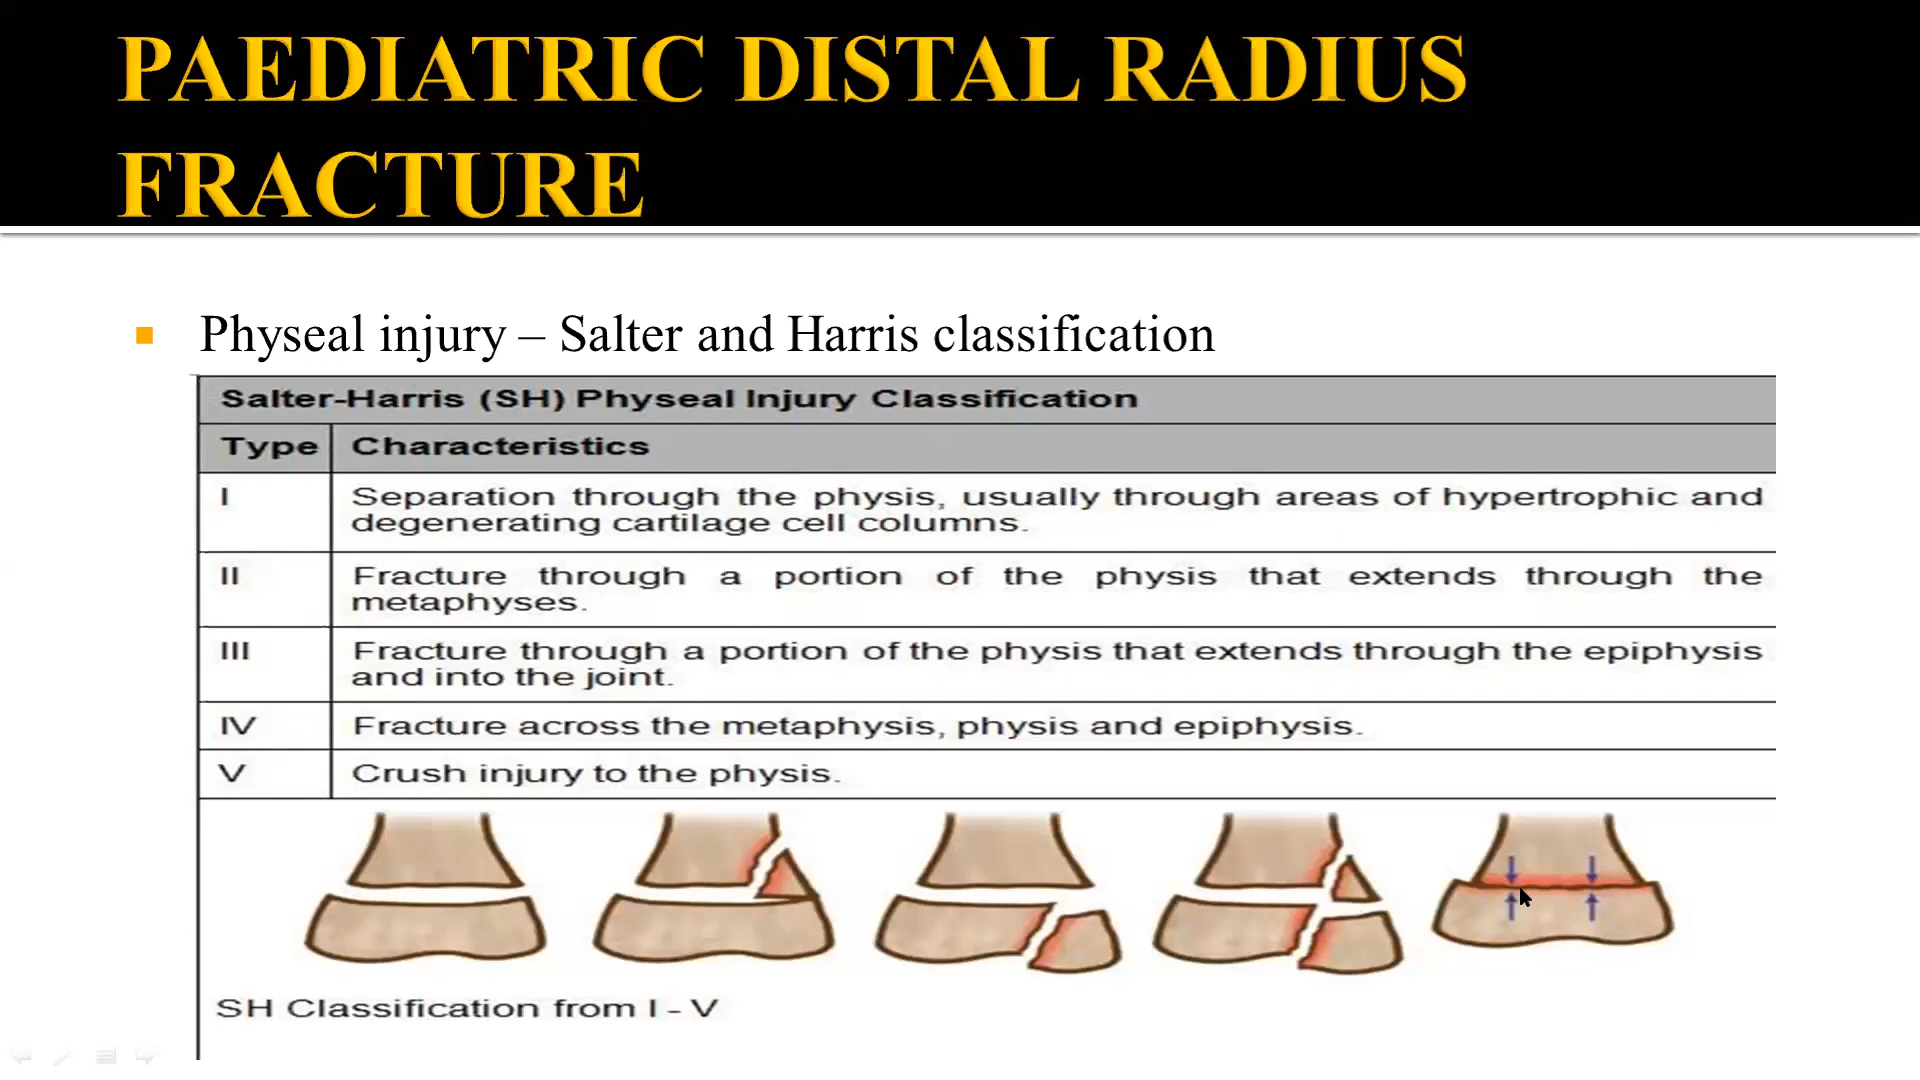 PAEDIATRIC DISTAL RADIUS
FRACTURE
▪ Physeal injury – Salter and Harris classification
Salter-Harris (SH) Physeal Injury Classification
Type Characteristics
I Separation through the physis, usually through areas of hypertrophic and
degenerating cartilage cell columns.
II Fracture through a portion of the physis that extends through the
metaphyses.
III Fracture through a portion of the physis that extends through the epiphysis
and into the joint.
IV Fracture across the metaphysis, physis and epiphysis.
V Crush injury to the physis.
SH Classification from I - V